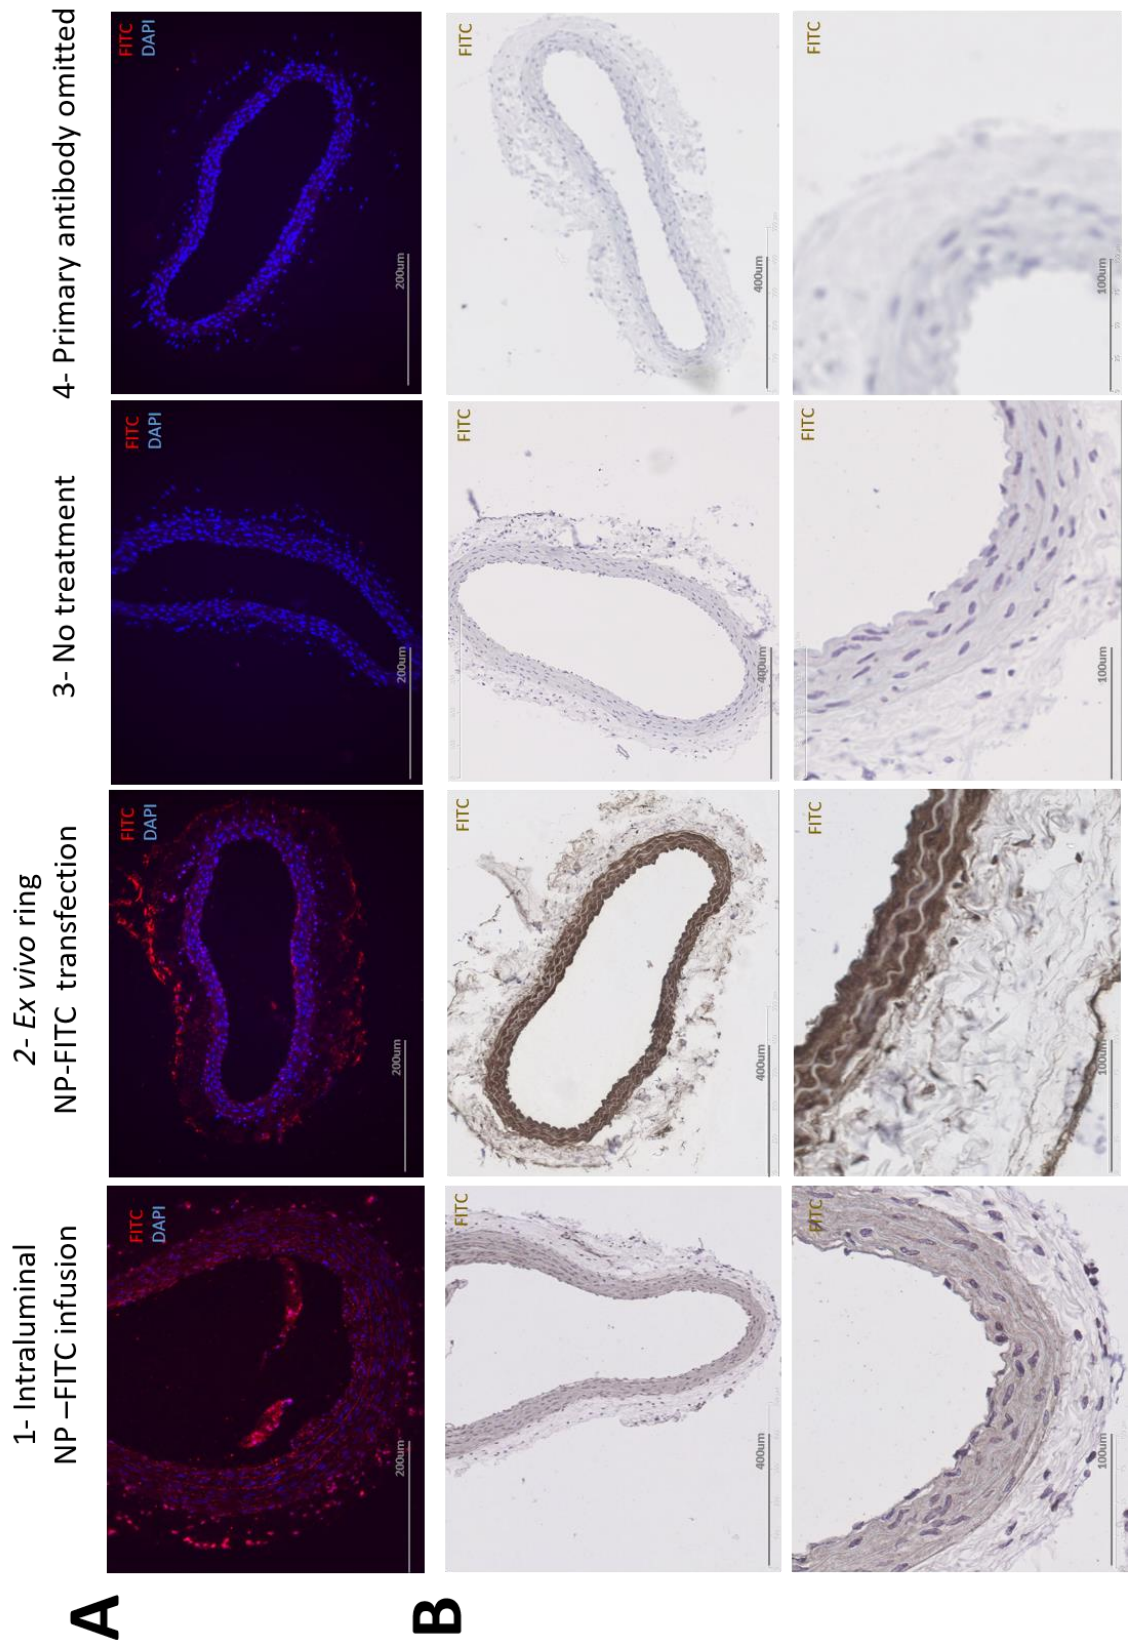 A
B
1- Intraluminal
NP –FITC infusion
2- Ex vivo ring
NP-FITC transfection
3- No treatment
4- Primary antibody omitted
FITC
DAPI
200um
FITC
DAPI
200um
FITC
DAPI
200um
FITC
DAPI
200um
FITC
400um
FITC
400um
FITC
400um
FITC
400um
FITC
100um
FITC
100um
FITC
100um
FITC
100um